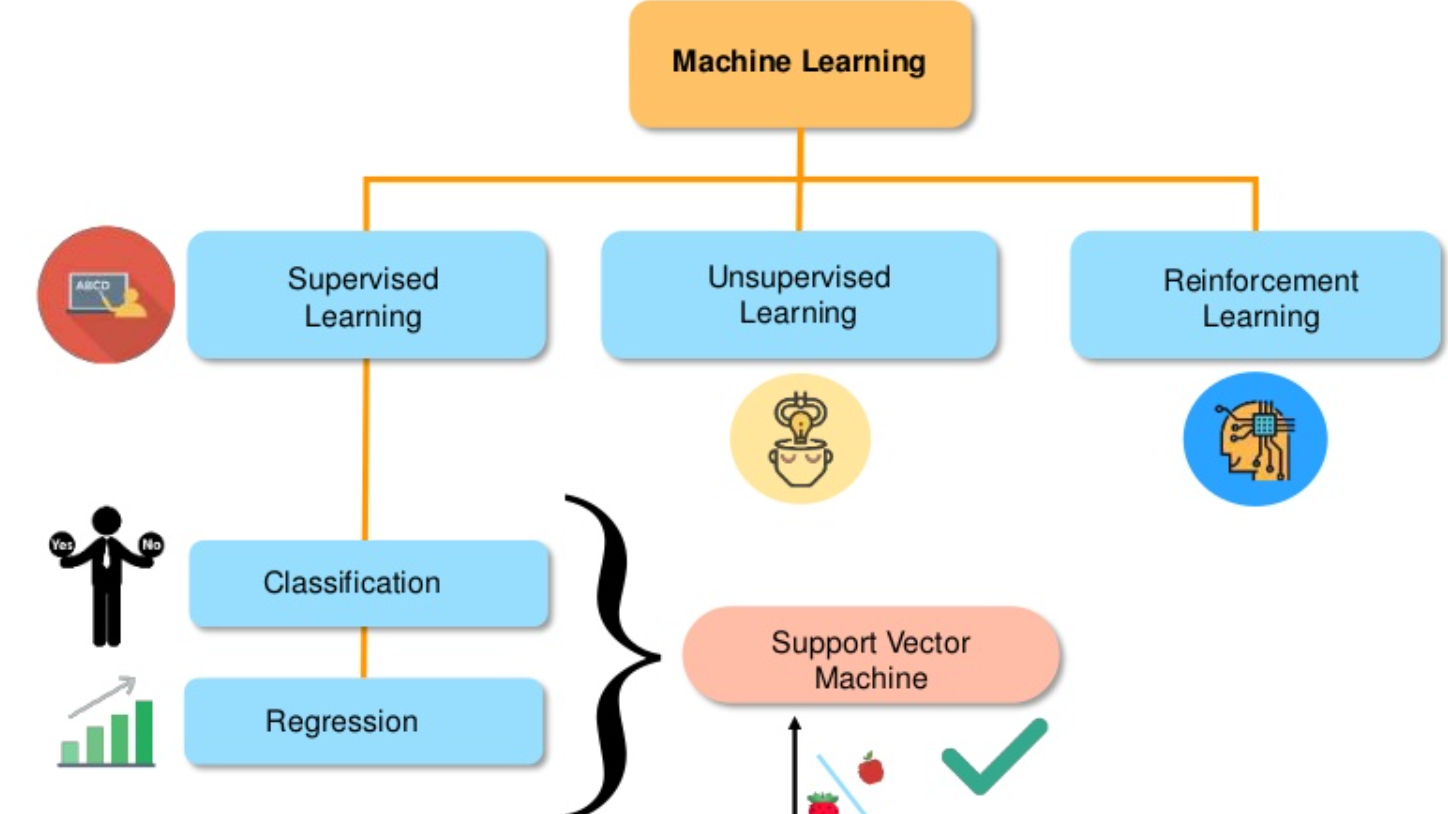 Machine Learning
ABCD
Supervised
Learning
Unsupervised
Learning
Reinforcement
Learning
Yes
No
Classification
Support Vector
Machine
Regression